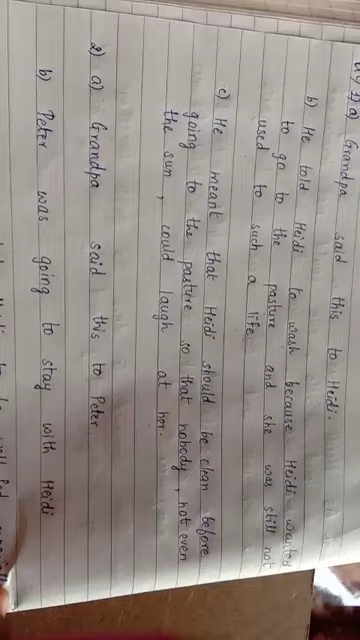 1) a) Grandpa said this to Heidi.
b) He told Heidi to wash because Heidi wanted
to go to the pasture and she was still not
used to such a life.
c) He meant that Heidi should be clean before
going to the pasture so that nobody, not even
the sun, could laugh at her.
2) a) Grandpa said this to Peter.
b) Peter was going to stay with Heidi